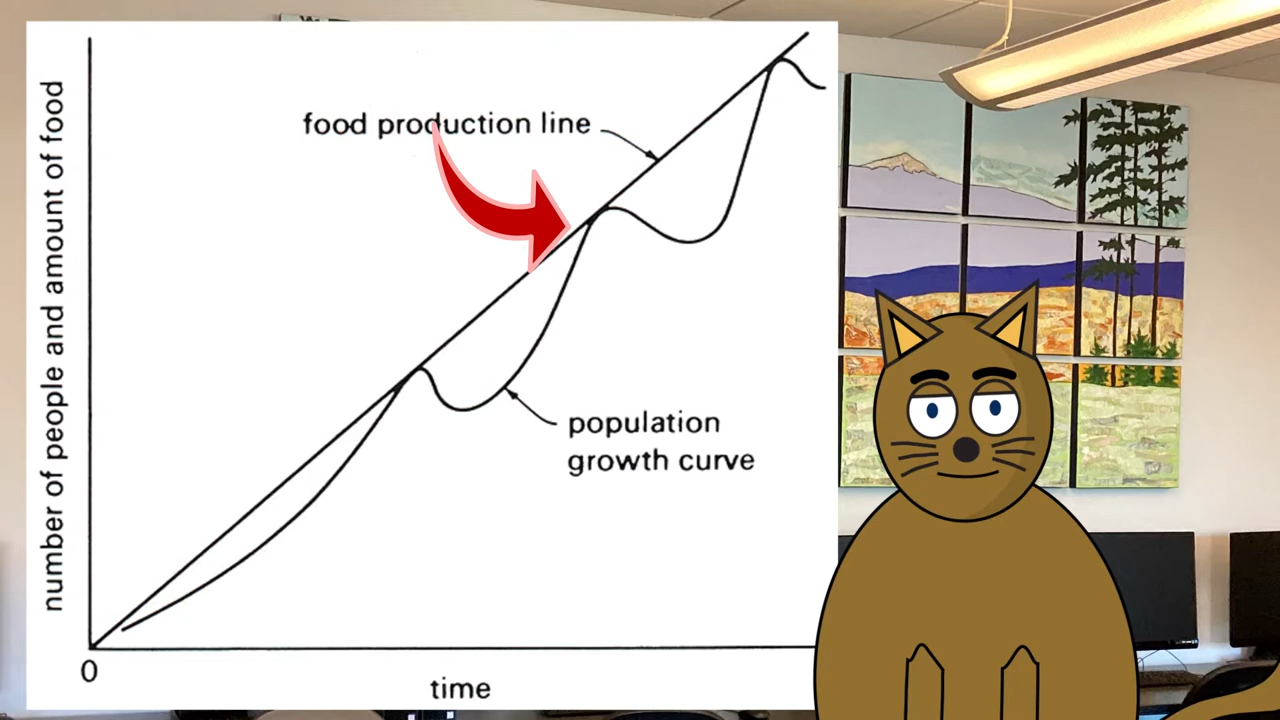 number of people and amount of food
food production line
population
growth curve
0
time